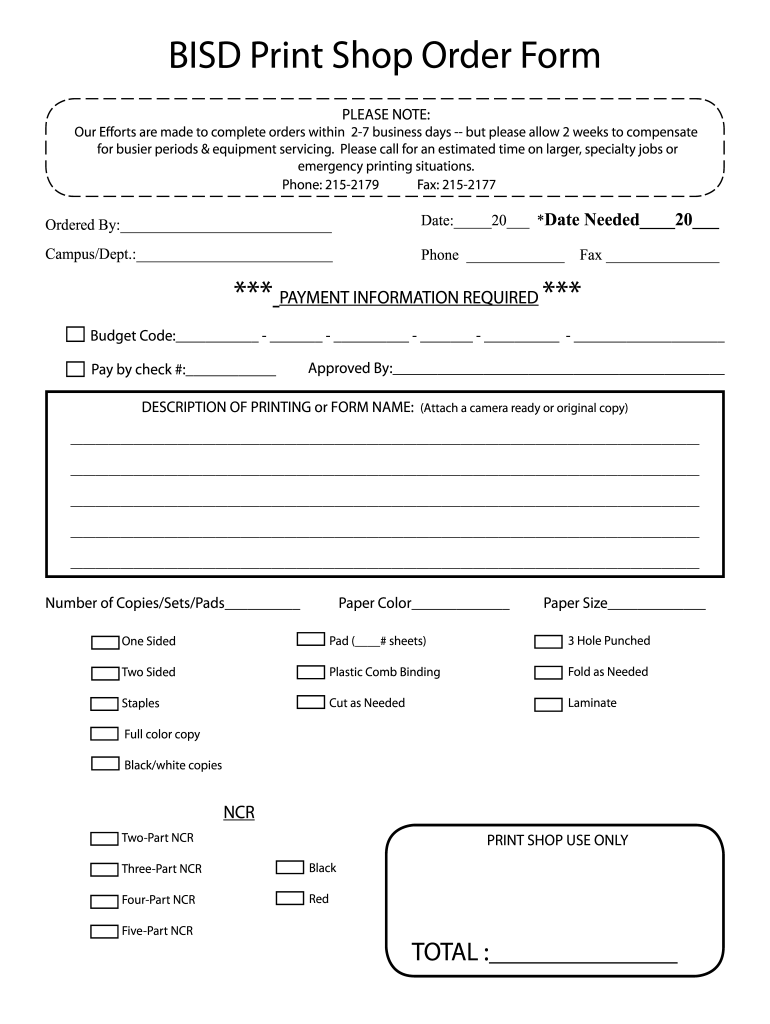 BISD Print Shop Order Form
PLEASE NOTE:
Our Efforts are made to complete orders within 2-7 business days -- but please allow 2 weeks to compensate
for busier periods & equipment servicing. Please call for an estimated time on larger, specialty jobs or
emergency printing situations.
Phone: 215-2179 Fax: 215-2177
Ordered By:____________________________ Date:_____20___ *Date Needed____20___
Campus/Dept.:__________________________ Phone _____________ Fax _______________
*** PAYMENT INFORMATION REQUIRED ***
Budget Code:___________ - _______ - __________ - _______ - __________ - ____________________
Pay by check #:____________ Approved By:____________________________________________
DESCRIPTION OF PRINTING or FORM NAME: (Attach a camera ready or original copy)
Number of Copies/Sets/Pads__________ Paper Color_____________ Paper Size_____________
One Sided Pad (____# sheets) 3 Hole Punched
Two Sided Plastic Comb Binding Fold as Needed
Staples Cut as Needed Laminate
Full color copy
Black/white copies
NCR
Two-Part NCR
Three-Part NCR Black
Four-Part NCR Red
Five-Part NCR
PRINT SHOP USE ONLY
TOTAL :_______________